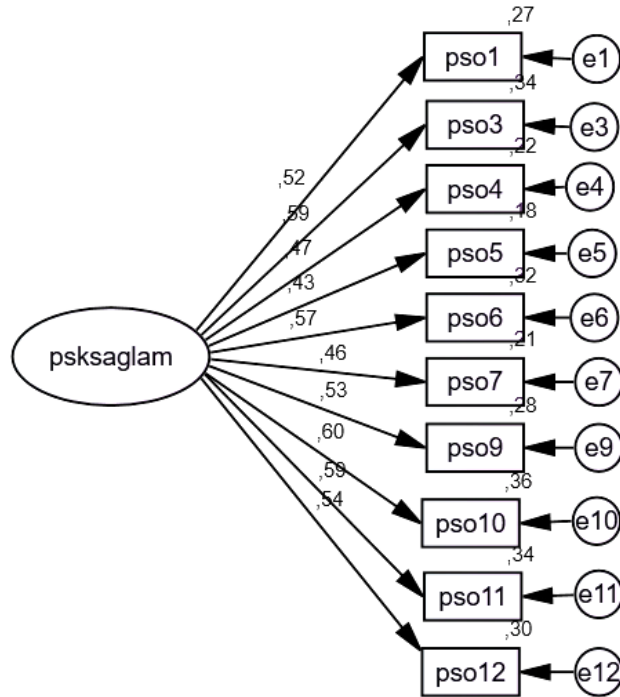 ,27
pso1
e1
,34
pso3
e3
,22
pso4
e4
,18
pso5
e5
,32
pso6
e6
,21
pso7
e7
,28
pso9
e9
,36
pso10
e10
,34
pso11
e11
,30
pso12
e12
,52
,59
,47
,43
,57
,46
,53
,60
,59
,54
psksaglam